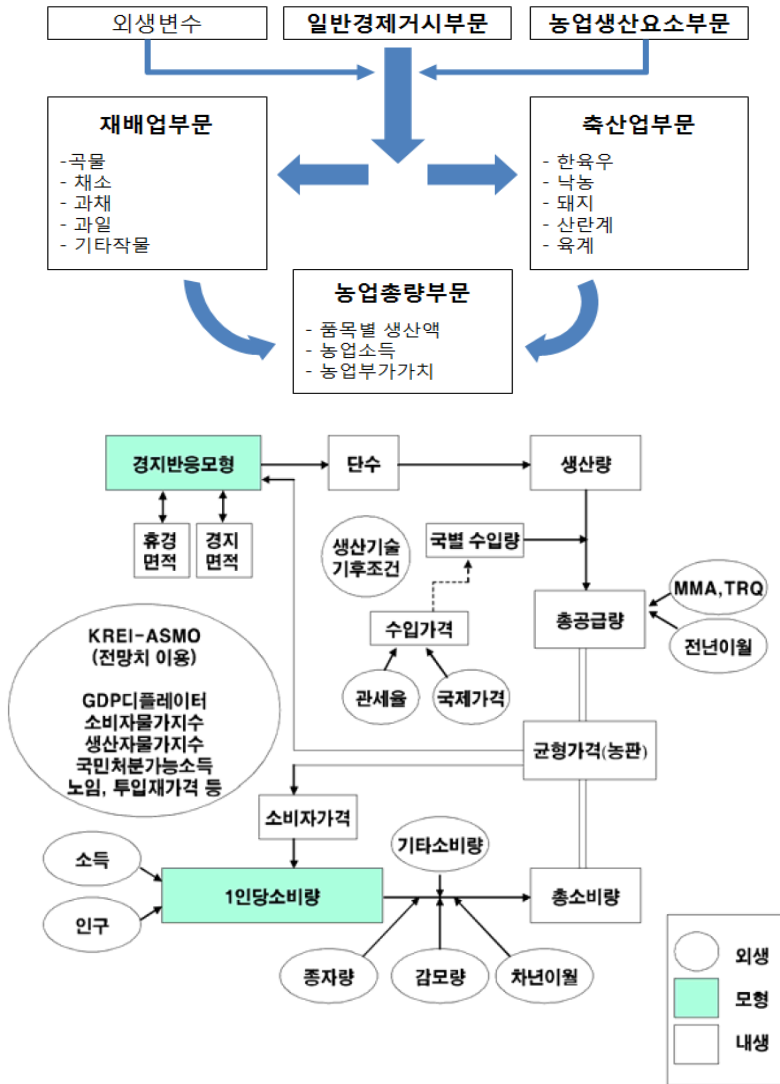 외생변수
일반경제거시부문
농업생산요소부문
재배업부문
-곡물
- 채소
- 과채
- 과일
- 기타작물
축산업부문
- 한육우
- 낙농
- 돼지
- 산란계
- 육계
농업총량부문
- 품목별 생산액
- 농업소득
- 농업부가가치
경지반응모형
단수
생산량
휴경
면적
경지
면적
생산기술
기후조건
국별 수입량
MMA,TRQ
총공급량
전년이월
수입가격
관세율
국제가격
KREI-ASMO
(전망치 이용)
GDP디플레이터
소비자물가지수
생산자물가지수
국민처분가능소득
노임, 투입재가격 등
균형가격(농판)
소비자가격
기타소비량
소득
인구
1인당소비량
총소비량
종자량
감모량
차년이월
외생
모형
내생